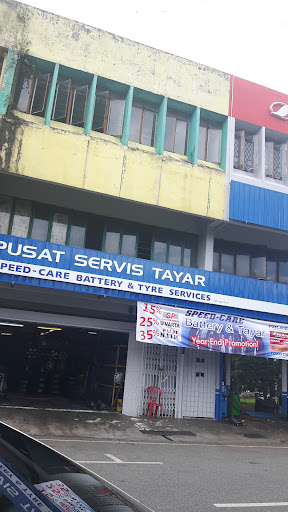 PUSAT SERVIS TAYAR
SPEED-CARE BATTERY & TYRE SERVICES
SPEED-CARE
Battery & Tayar
Year End Promotion!
15%
25%
35%